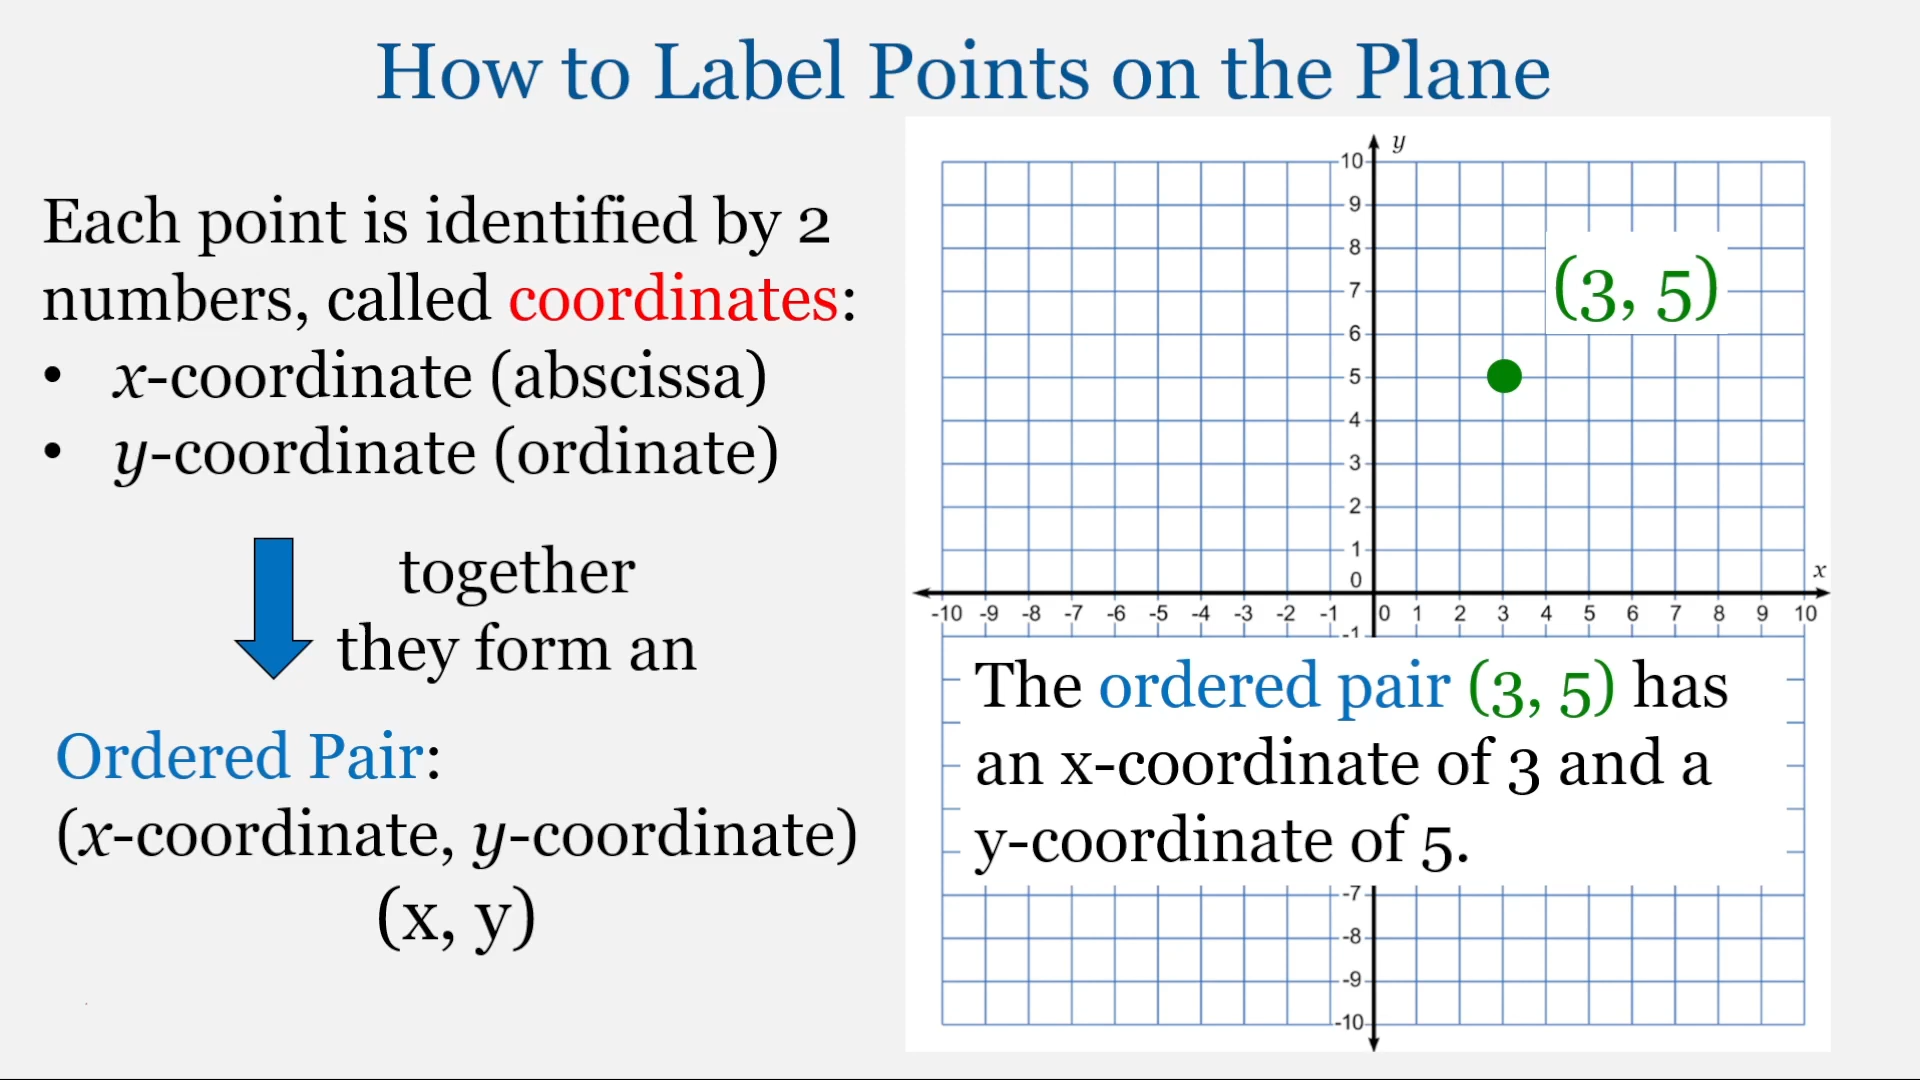 How to Label Points on the Plane
Each point is identified by 2
numbers, called coordinates:
• x-coordinate (abscissa)
• y-coordinate (ordinate)
together
they form an
Ordered Pair:
(x-coordinate, y-coordinate)
(x, y)
y
10
9
8
(3, 5)
7
6
5
4
3
2
1
0
x
-10 -9 -8 -7 -6 -5 -4 -3 -2 -1 0 1 2 3 4 5 6 7 8 9 10
-1
The ordered pair (3, 5) has
an x-coordinate of 3 and a
y-coordinate of 5.
-7
-8
-9
-10